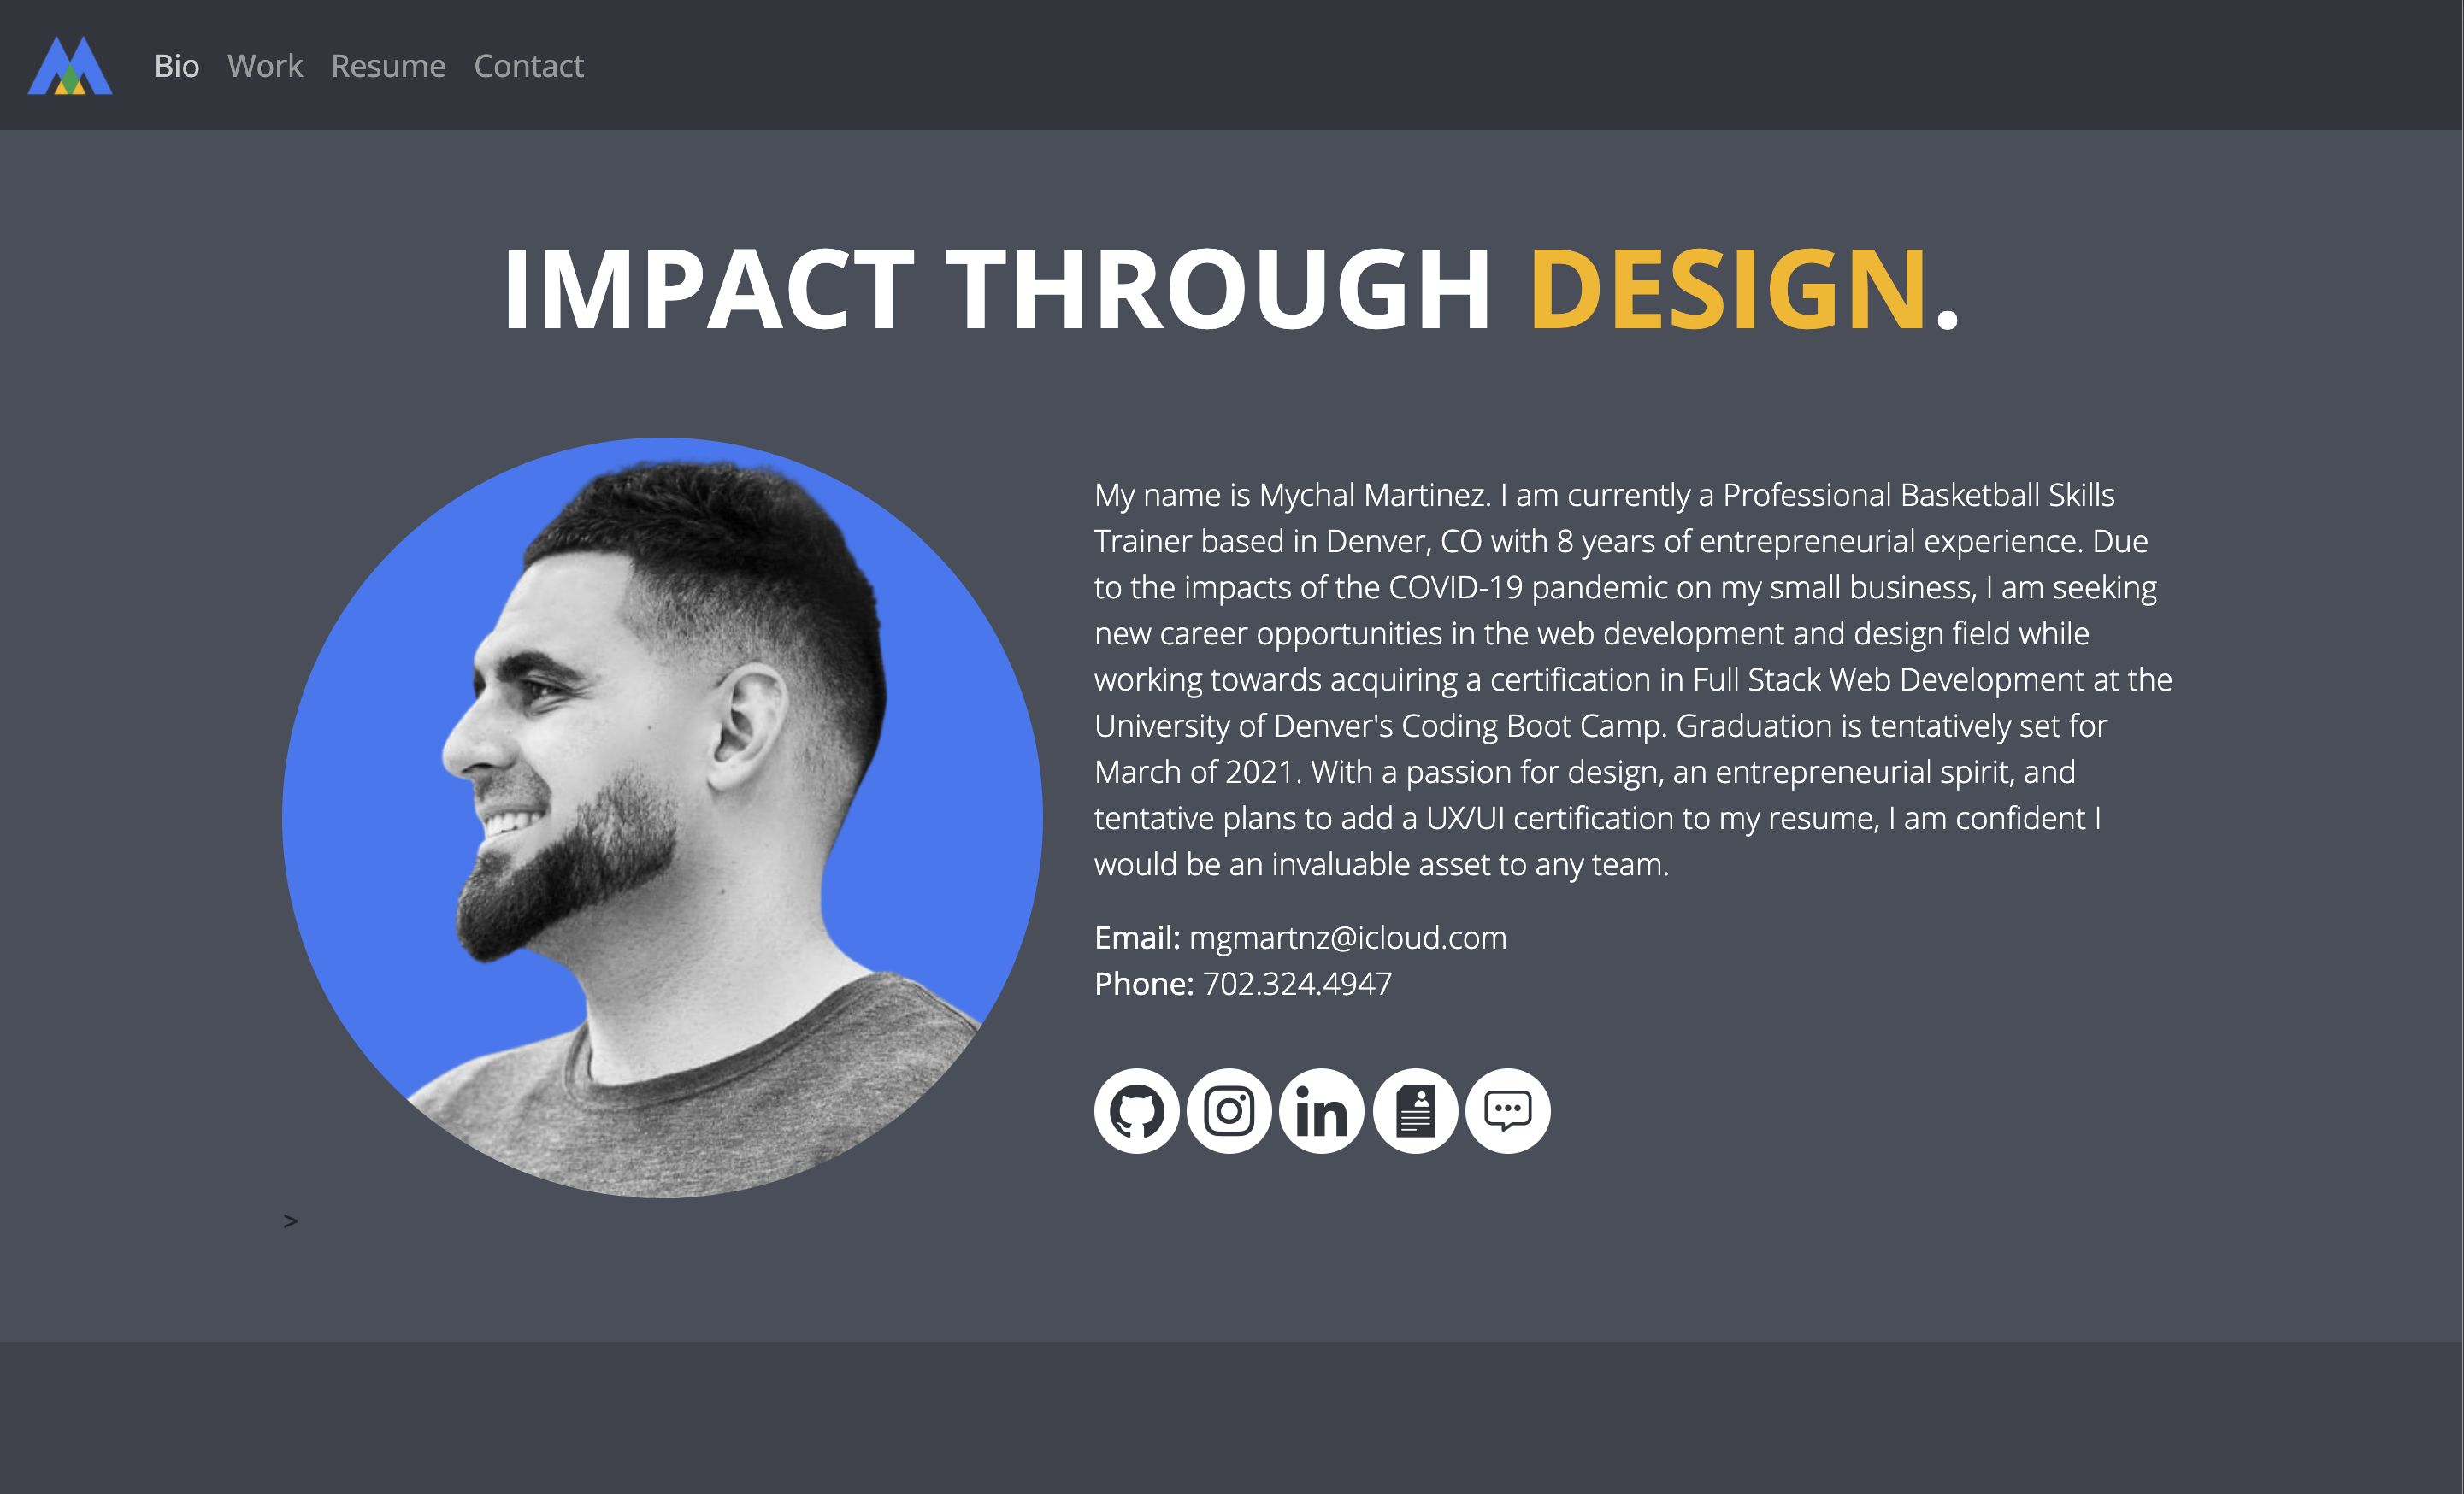 Bio Work Resume Contact
IMPACT THROUGH DESIGN.
My name is Mychal Martinez. I am currently a Professional Basketball Skills
Trainer based in Denver, CO with 8 years of entrepreneurial experience. Due
to the impacts of the COVID-19 pandemic on my small business, I am seeking
new career opportunities in the web development and design field while
working towards acquiring a certification in Full Stack Web Development at the
University of Denver's Coding Boot Camp. Graduation is tentatively set for
March of 2021. With a passion for design, an entrepreneurial spirit, and
tentative plans to add a UX/UI certification to my resume, I am confident I
would be an invaluable asset to any team.
Email: mgmartnz@icloud.com
Phone: 702.324.4947
in
>